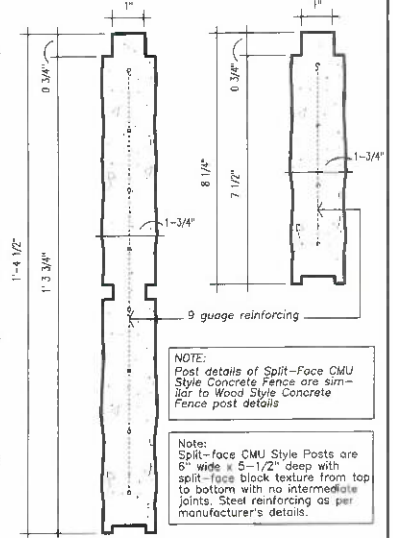 1"
1"
0 3/4"
0 3/4"
1-3/4"
8 1/4"
7 1/2"
1-3/4"
1'-4 1/2"
1' 3 3/4"
9 guage reinforcing
NOTE:
Post details of Split-Face CMU
Style Concrete Fence are sim-
ilar to Wood Style Concrete
Fence post details
Note:
Split-face CMU Style Posts are
6" wide x 5-1/2" deep with
split-face block texture from top
to bottom with no intermediate
joints. Steel reinforcing as per
manufacturer's details.